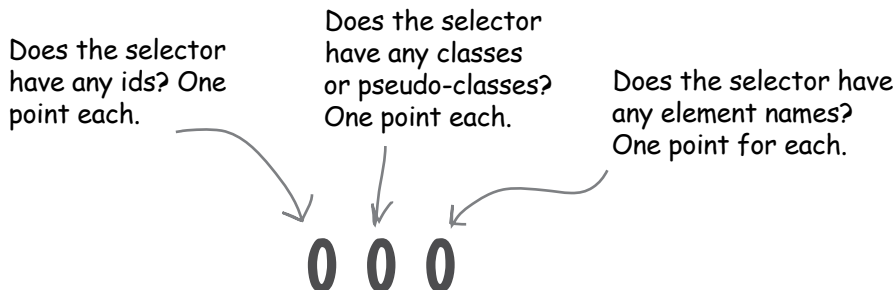 Does the selector
have any ids? One
point each.
Does the selector
have any classes
or pseudo-classes?
One point each.
Does the selector have
any element names?
One point for each.
0 0 0